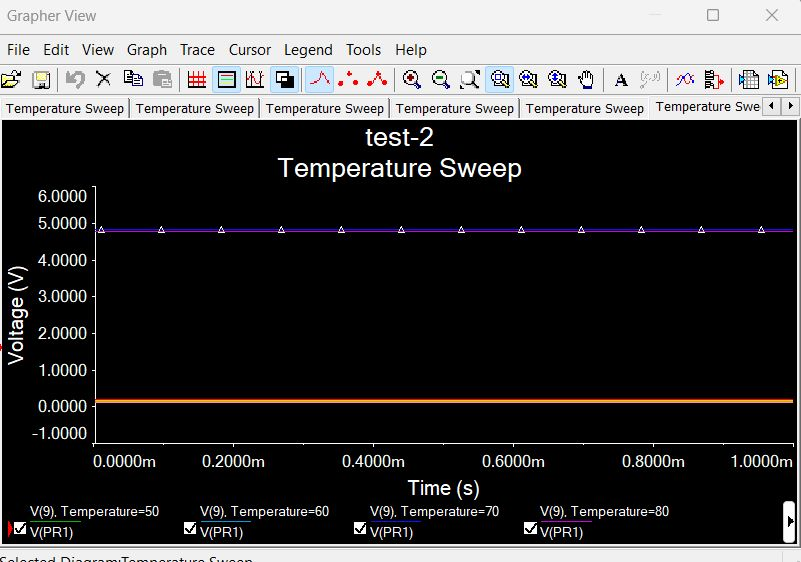 Grapher View
File Edit View Graph Trace Cursor Legend Tools Help
A
Temperature Sweep Temperature Sweep Temperature Sweep Temperature Sweep Temperature Sweep Temperature Swe
test-2
Temperature Sweep
6.0000
5.0000
4.0000
3.0000
2.0000
1.0000
0.0000
-1.0000
Voltage (V)
0.0000m 0.2000m 0.4000m 0.6000m 0.8000m 1.0000m
Time (s)
V(9), Temperature=50 V(9), Temperature=60 V(9), Temperature=70 V(9), Temperature=80
V(PR1) V(PR1) V(PR1) V(PR1)
Selected Diagram:Temperature Sweep